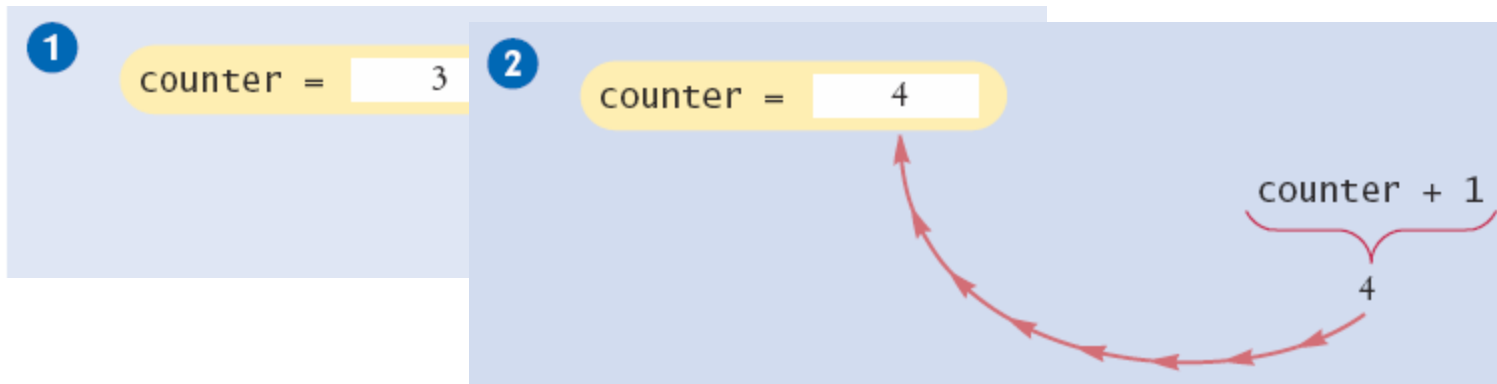 1
counter = 3
2
counter = 4
counter + 1
4